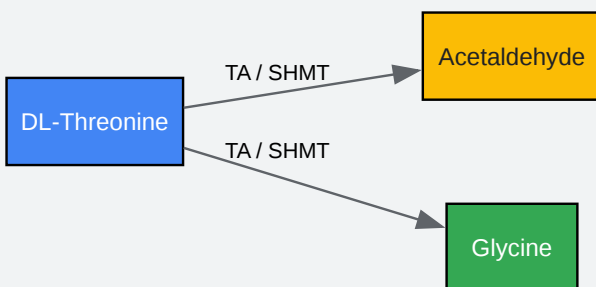 DL-Threonine
TA / SHMT
Acetaldehyde
TA / SHMT
Glycine